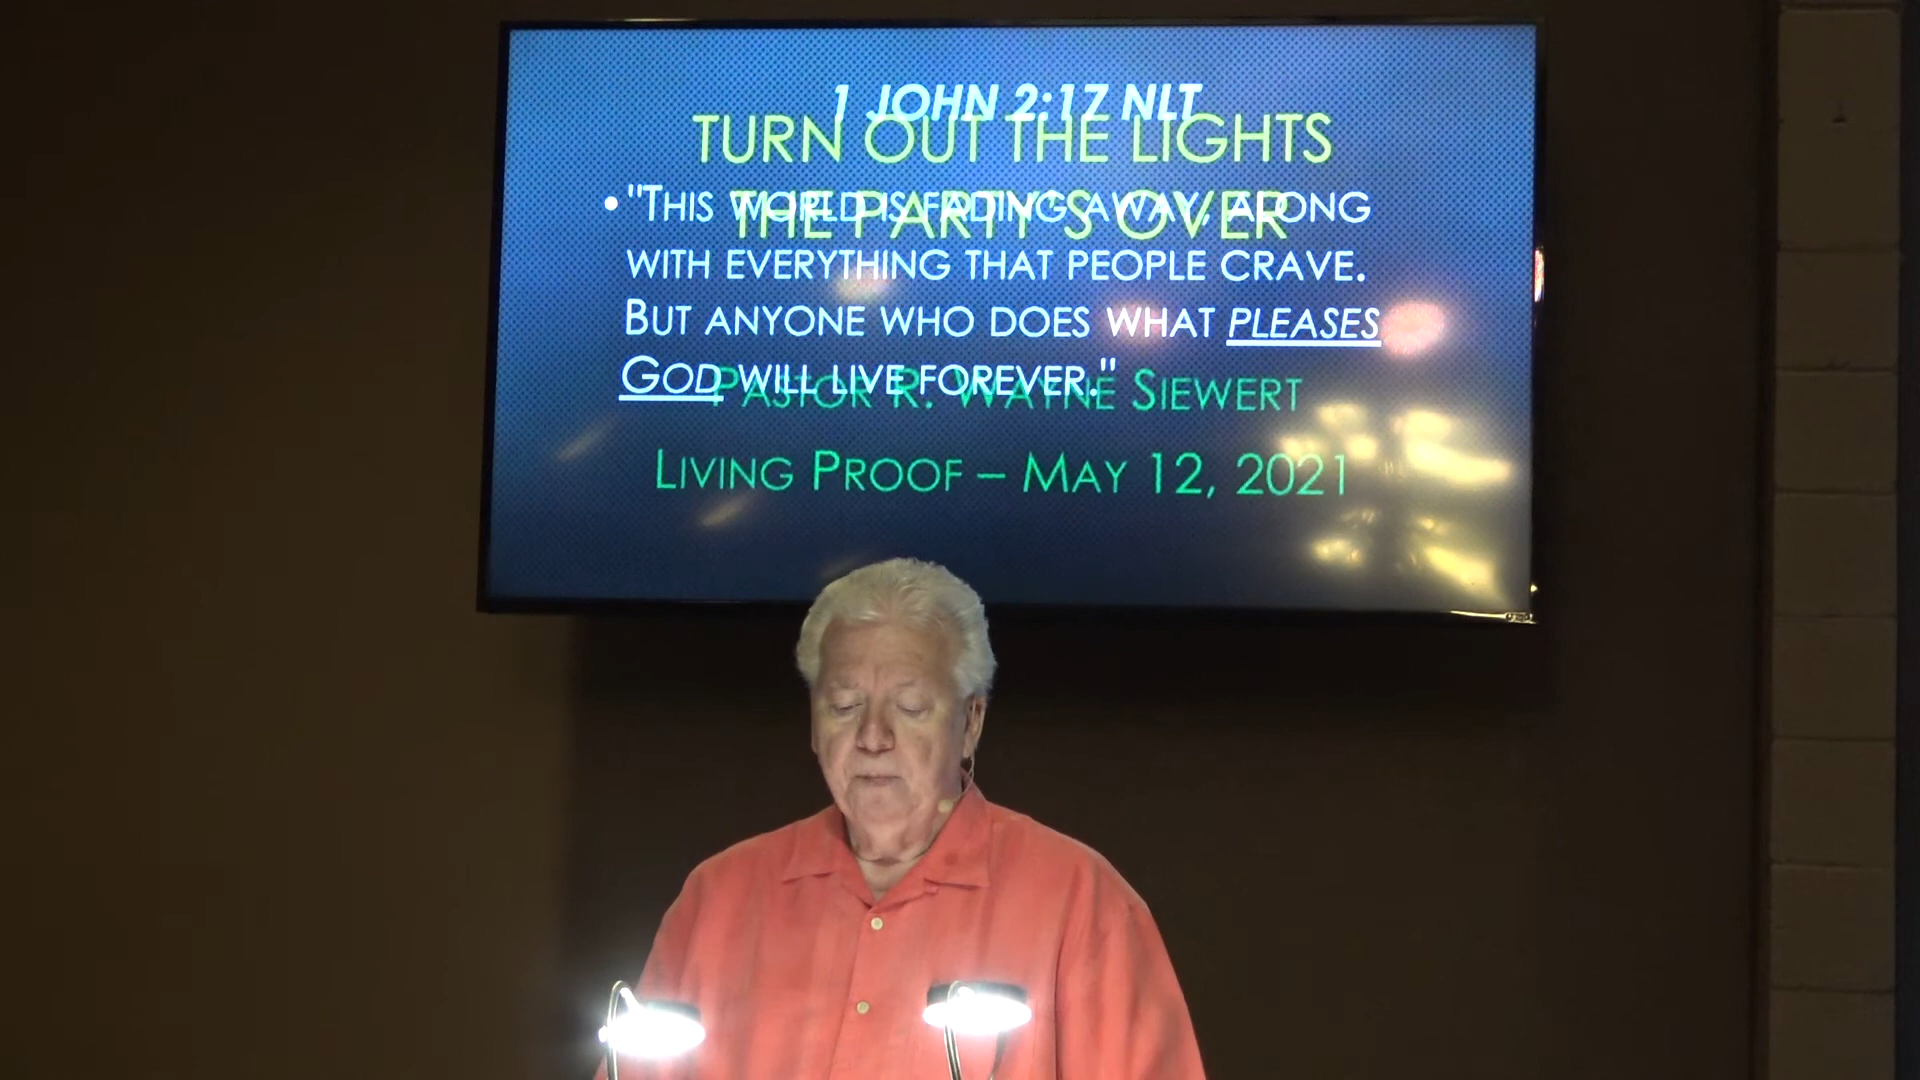 1 JOHN 2:17 NLT
TURN OUT THE LIGHTS
THE PARTY'S OVER
• "THIS WORLD IS FADING AWAY, ALONG
WITH EVERYTHING THAT PEOPLE CRAVE.
BUT ANYONE WHO DOES WHAT PLEASES
GOD WILL LIVE FOREVER."
PASTOR R. WAYNE SIEWERT
LIVING PROOF – MAY 12, 2021